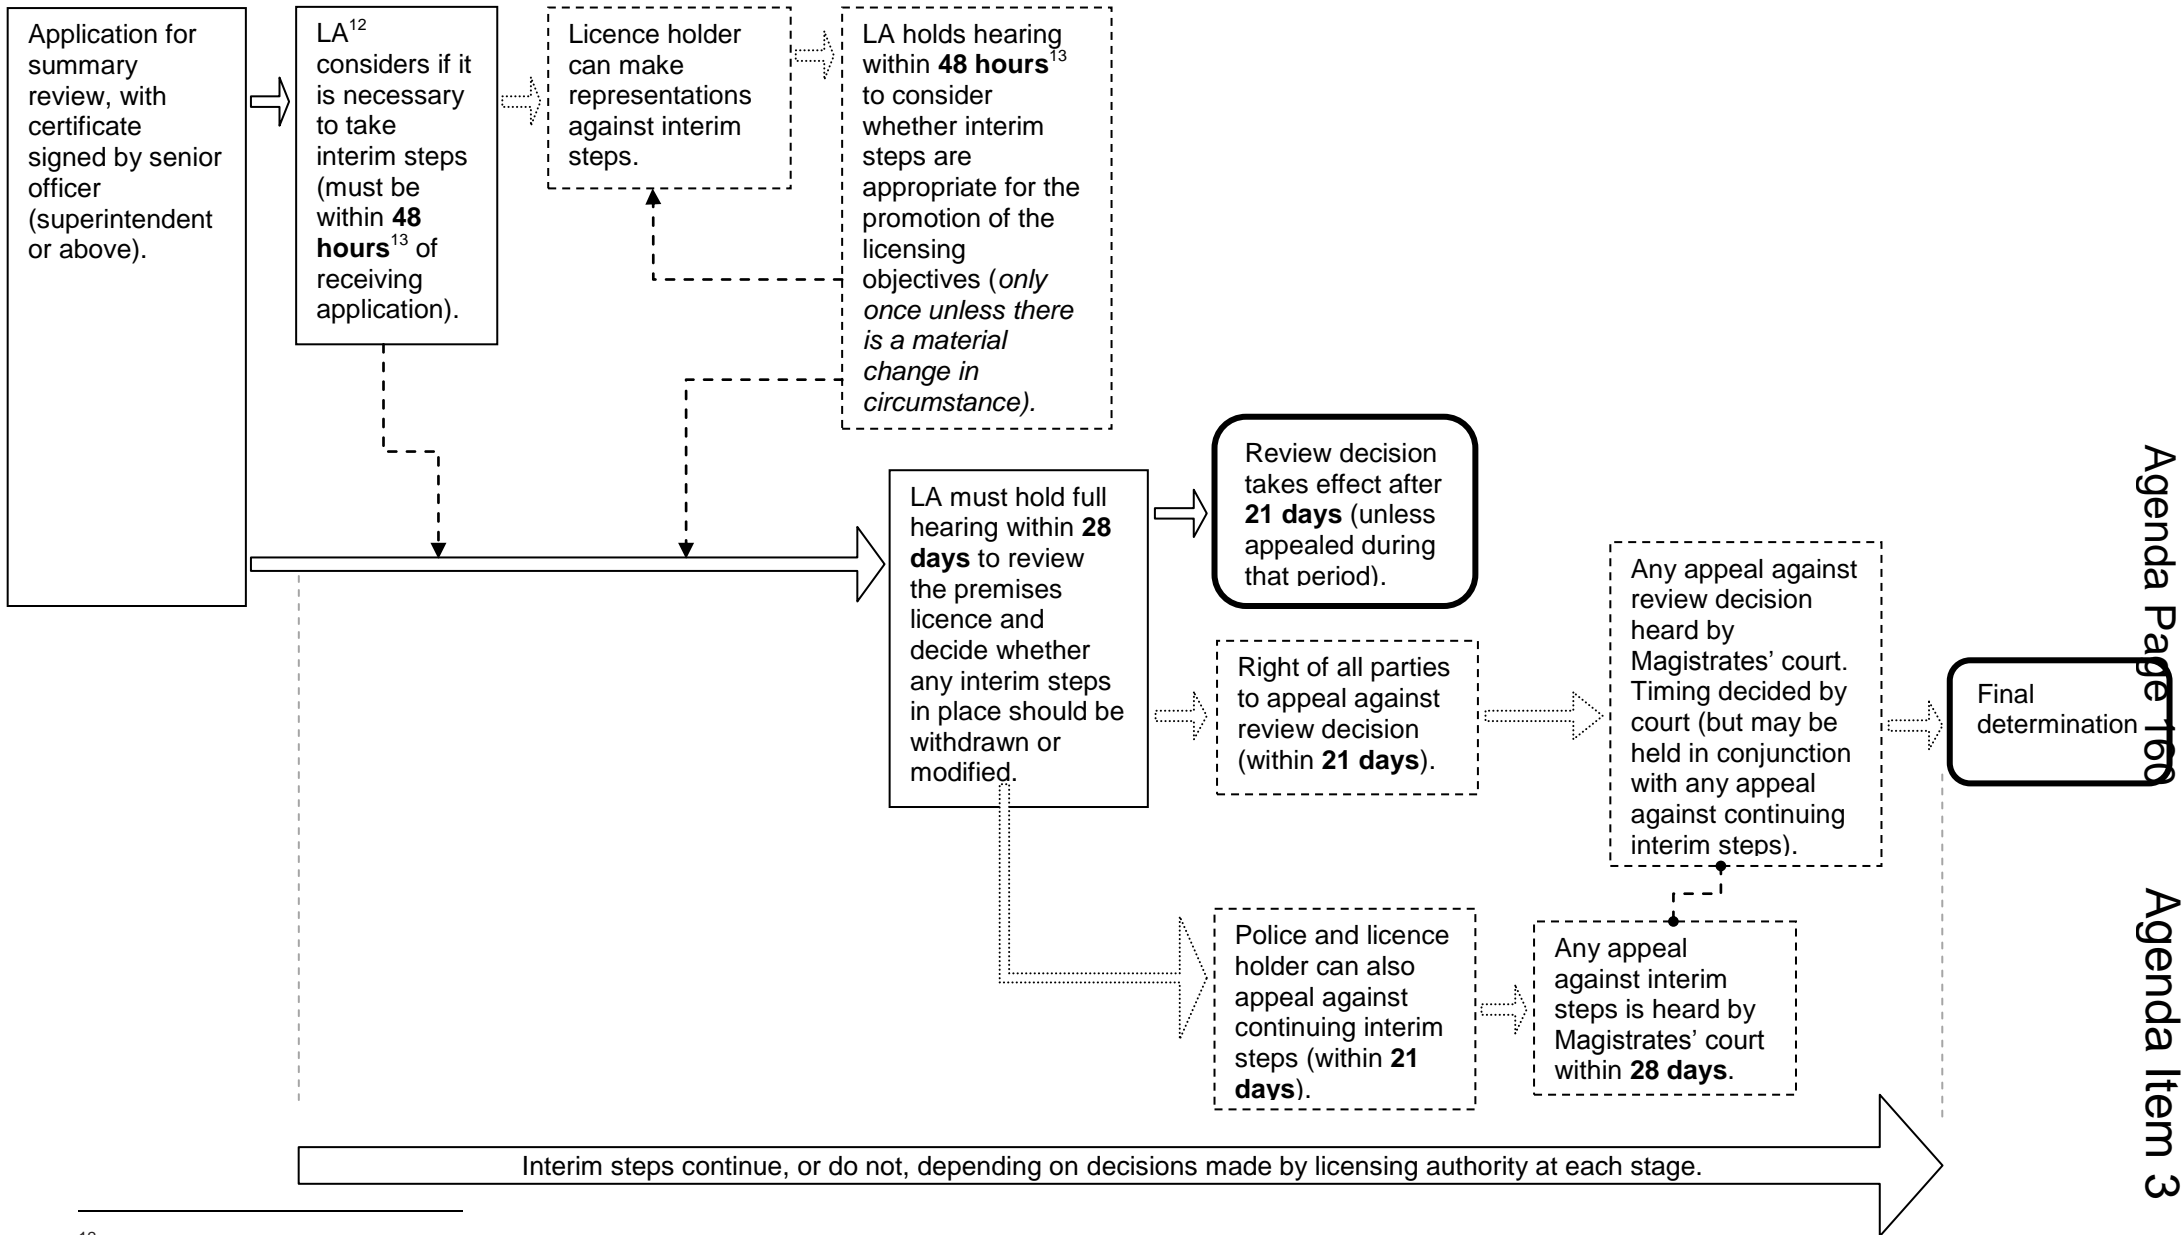 Application for
summary
review, with
certificate
signed by senior
officer
(superintendent
or above).
LA12
considers if it
is necessary
to take
interim steps
(must be
within 48
hours13 of
receiving
application).
Licence holder
can make
representations
against interim
steps.
LA holds hearing
within 48 hours13
to consider
whether interim
steps are
appropriate for the
promotion of the
licensing
objectives (only
once unless there
is a material
change in
circumstance).
LA must hold full
hearing within 28
days to review
the premises
licence and
decide whether
any interim steps
in place should be
withdrawn or
modified.
Review decision
takes effect after
21 days (unless
appealed during
that period).
Right of all parties
to appeal against
review decision
(within 21 days).
Any appeal against
review decision
heard by
Magistrates’ court.
Timing decided by
court (but may be
held in conjunction
with any appeal
against continuing
interim steps).
Final
determination
Police and licence
holder can also
appeal against
continuing interim
steps (within 21
days).
Any appeal
against interim
steps is heard by
Magistrates’ court
within 28 days.
Interim steps continue, or do not, depending on decisions made by licensing authority at each stage.
Agenda Page 160 Agenda Item 3